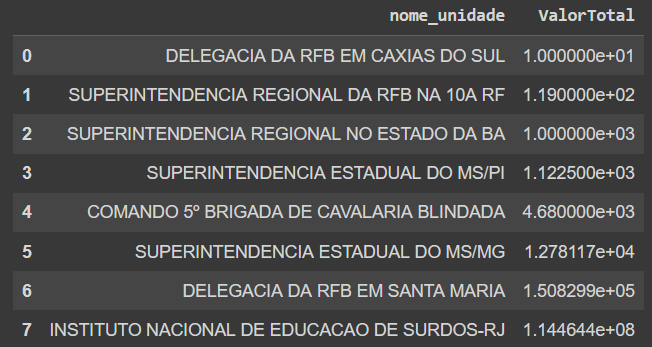 nome_unidade ValorTotal
0 DELEGACIA DA RFB EM CAXIAS DO SUL 1.000000e+01
1 SUPERINTENDENCIA REGIONAL DA RFB NA 10A RF 1.190000e+02
2 SUPERINTENDENCIA REGIONAL NO ESTADO DA BA 1.000000e+03
3 SUPERINTENDENCIA ESTADUAL DO MS/PI 1.122500e+03
4 COMANDO 5º BRIGADA DE CAVALARIA BLINDADA 4.680000e+03
5 SUPERINTENDENCIA ESTADUAL DO MS/MG 1.278117e+04
6 DELEGACIA DA RFB EM SANTA MARIA 1.508299e+05
7 INSTITUTO NACIONAL DE EDUCACAO DE SURDOS-RJ 1.144644e+08